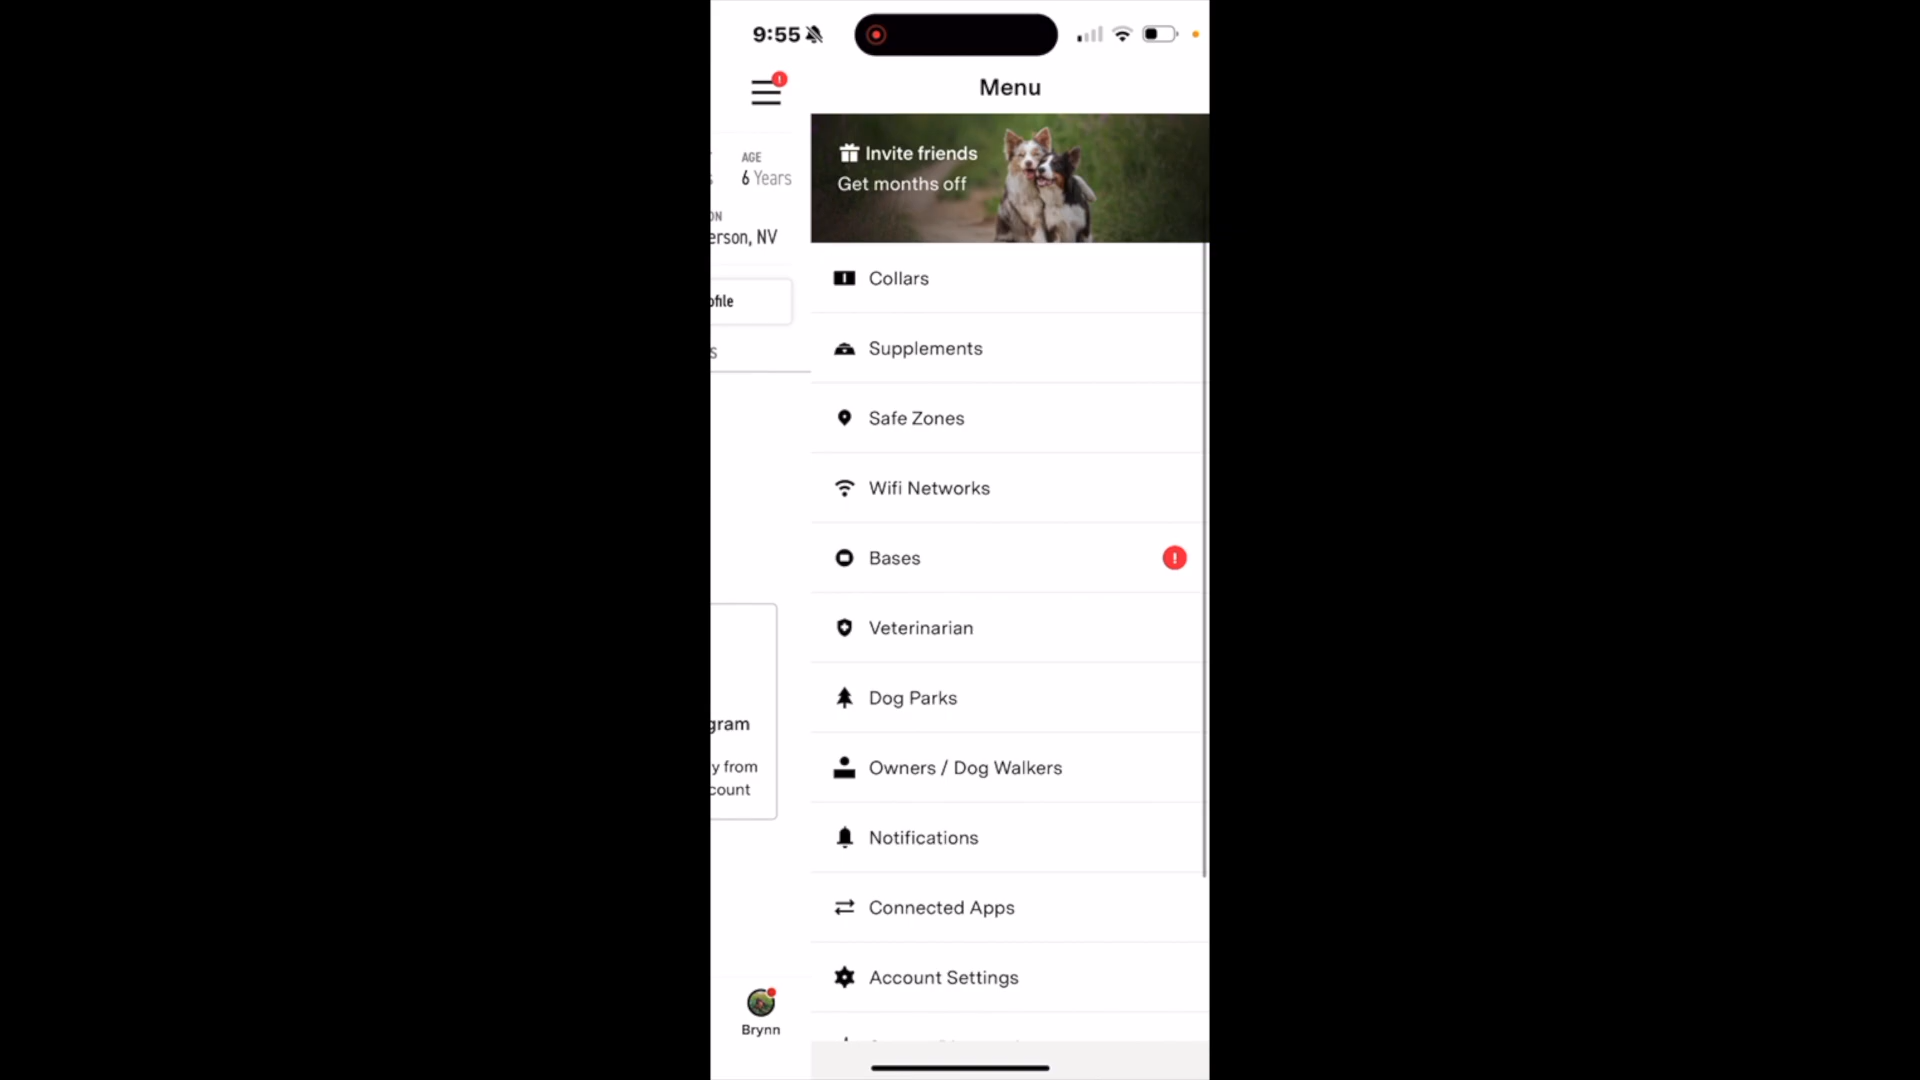 9:55
Menu
Invite friends
Get months off
AGE
6 Years
ON
erson, NV
ofile
s
gram
y from
count
Brynn
Collars
Supplements
Safe Zones
Wifi Networks
Bases
!
Veterinarian
Dog Parks
Owners / Dog Walkers
Notifications
Connected Apps
Account Settings